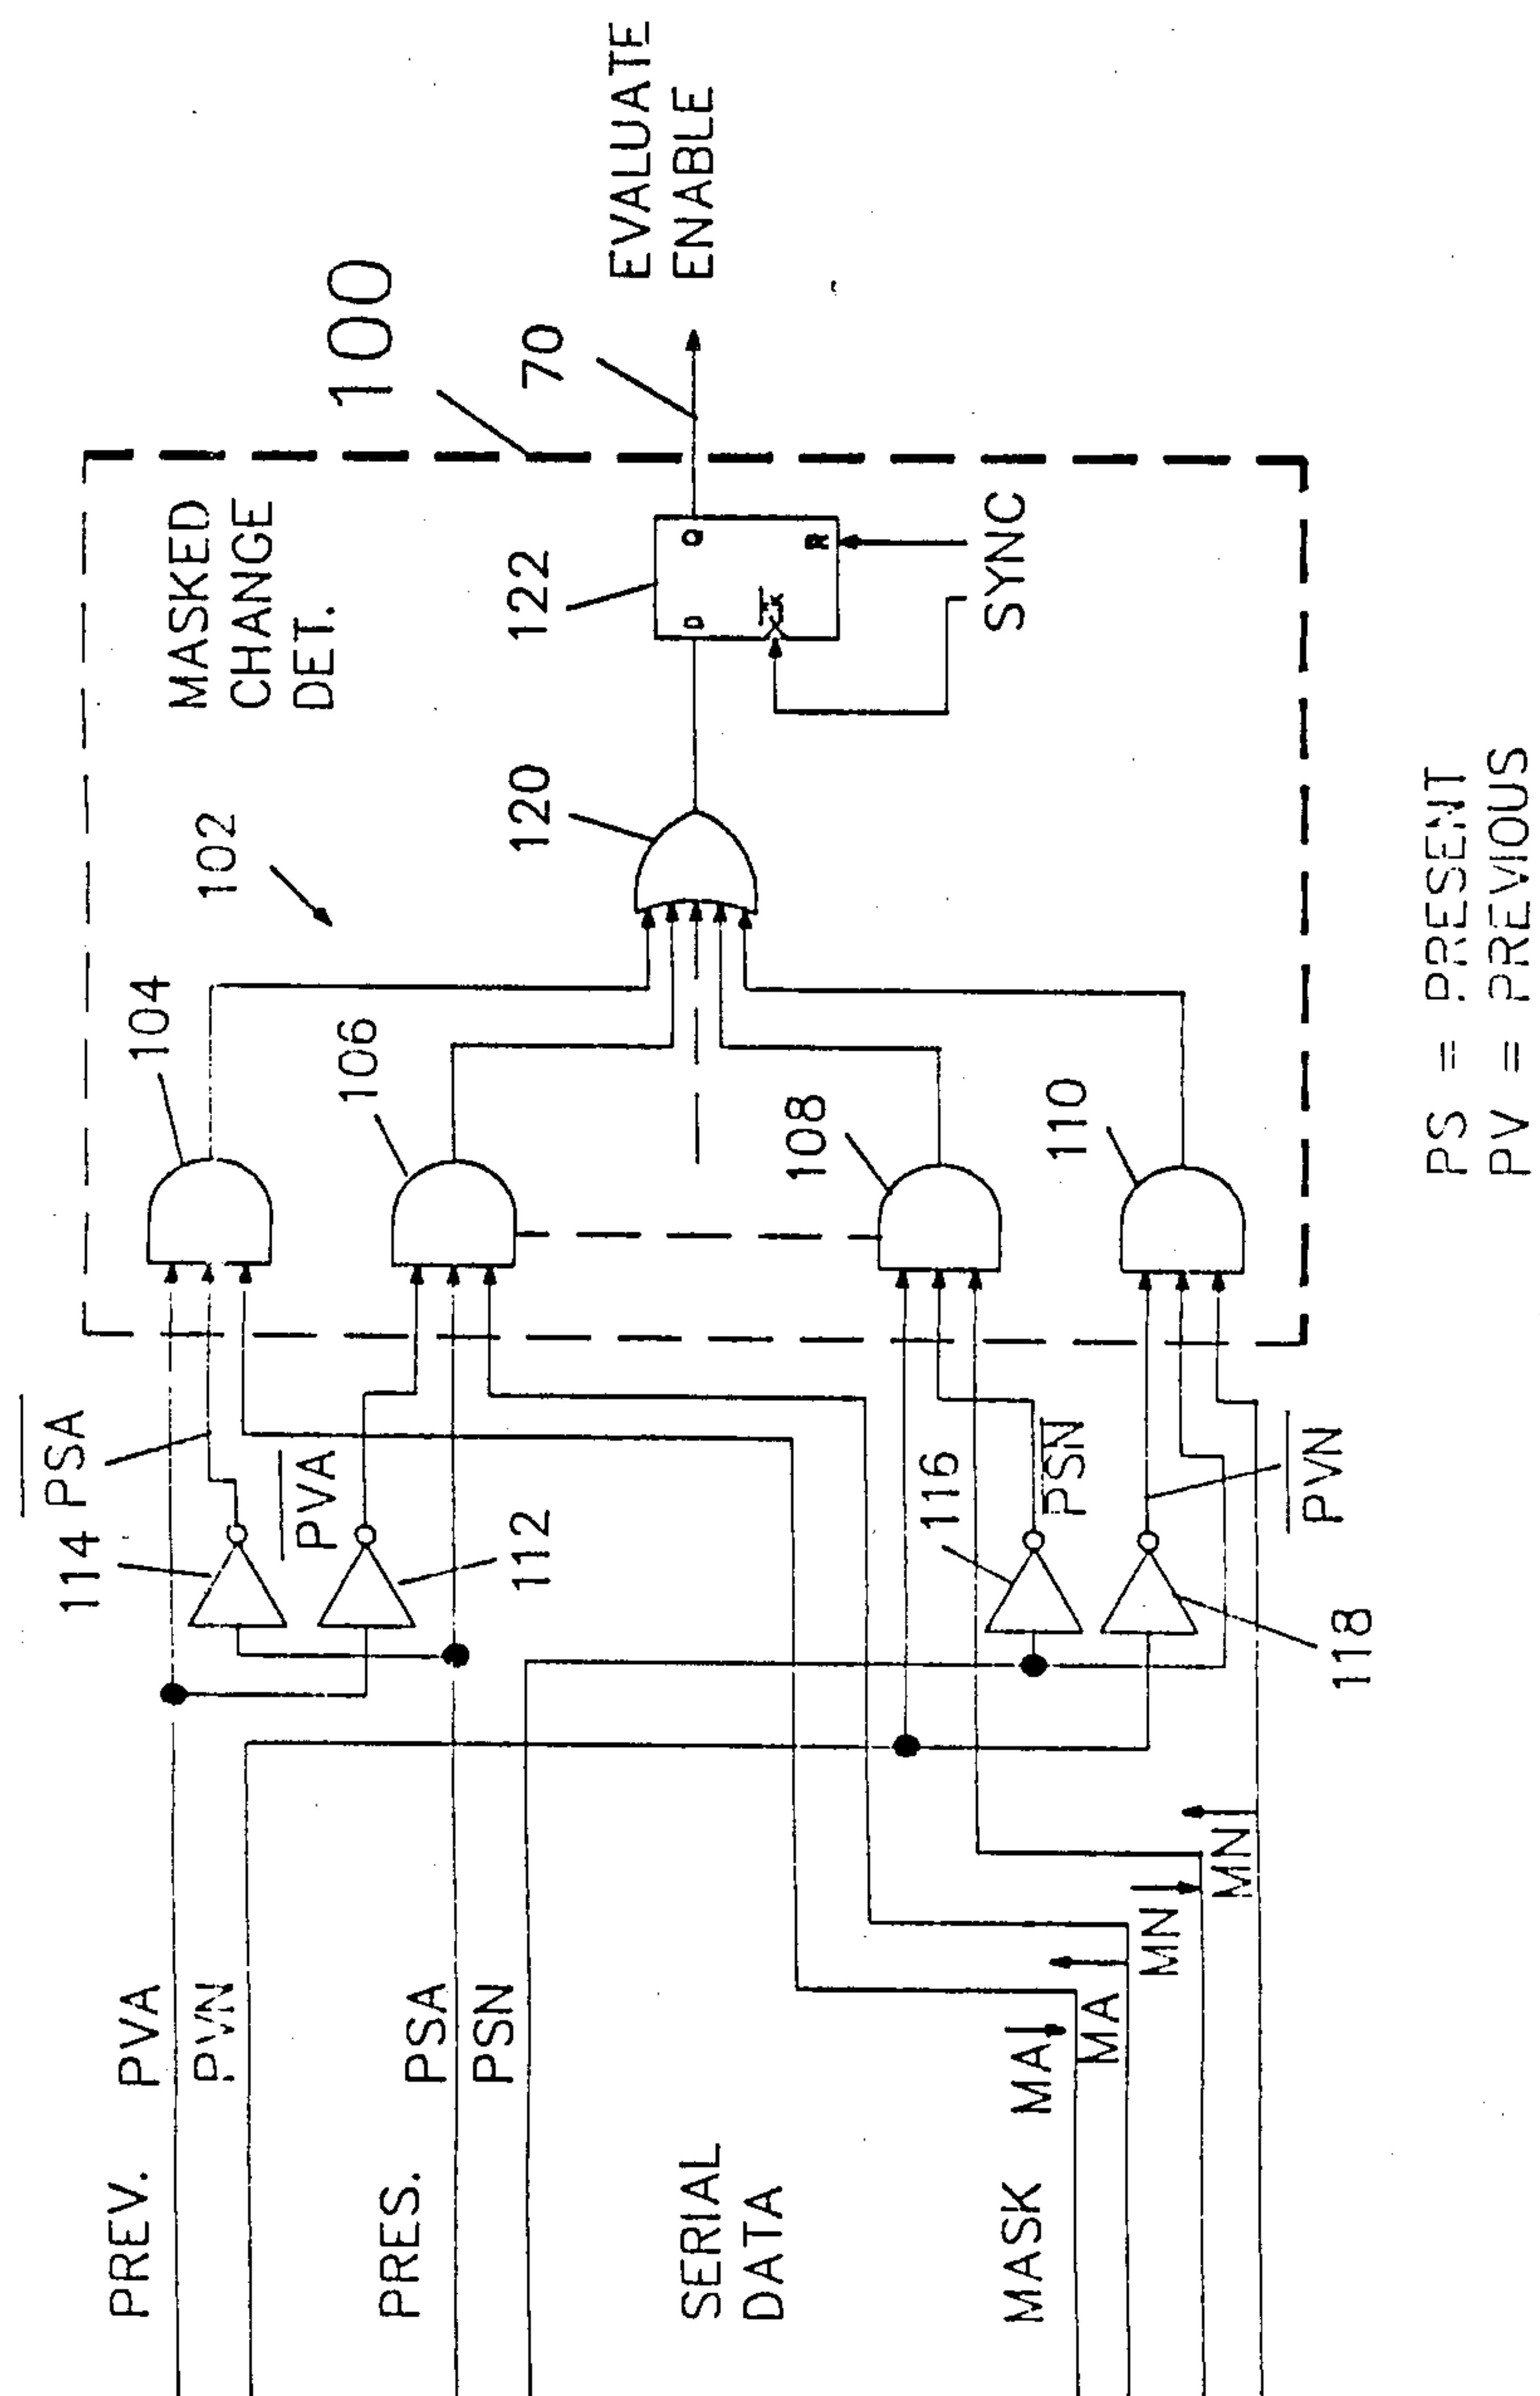 PREV. PVA
PVN
PRES. PSA
PSN
SERIAL
DATA
MASK MA
MA
MN
MN
114
PSA
PVA
112
116
PSN
PVN
118
104
106
108
110
102
120
122
D
Q
CK
R
SYNC
MASKED
CHANGE
DET.
100
70
EVALUATE
ENABLE
PS = PRESENT
PV = PREVIOUS